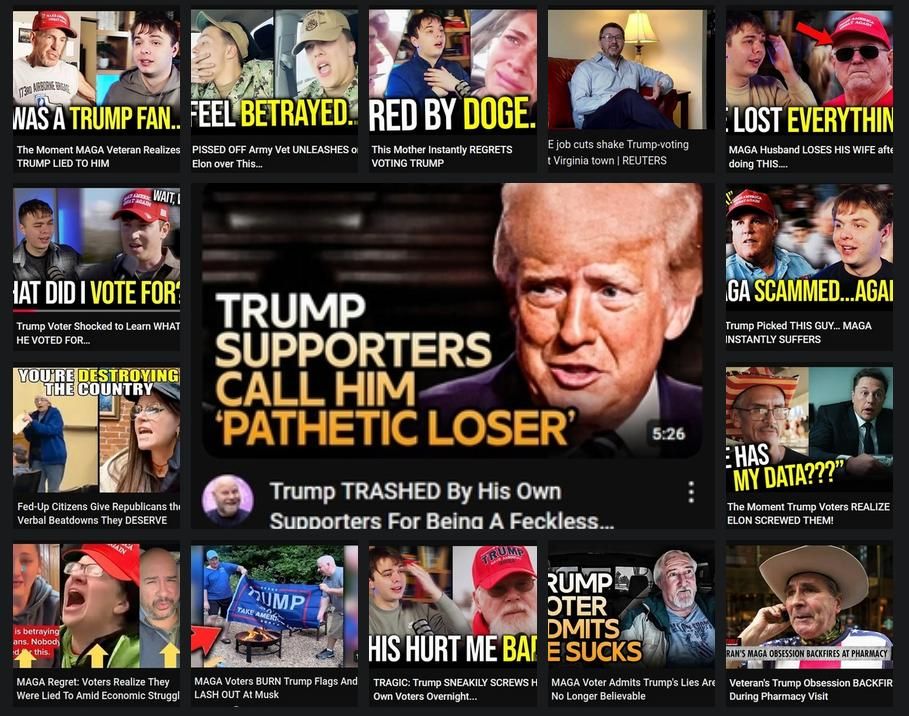 173RD AIRBORNE BRIGADE
WAS A TRUMP FAN..
The Moment MAGA Veteran Realizes
TRUMP LIED TO HIM
FEEL BETRAYED..
PISSED OFF Army Vet UNLEASHES on
Elon over This...
RED BY DOGE.
This Mother Instantly REGRETS
VOTING TRUMP
E job cuts shake Trump-voting
t Virginia town | REUTERS
E LOST EVERYTHIN
MAGA Husband LOSES HIS WIFE afte
doing THIS....
WAIT,
HAT DID I VOTE FOR?
Trump Voter Shocked to Learn WHAT
HE VOTED FOR...
TRUMP
SUPPORTERS
CALL HIM
‘PATHETIC LOSER’
5:26
Trump TRASHED By His Own
Supporters For Being A Feckless...
GA SCAMMED...AGAI
Trump Picked THIS GUY... MAGA
INSTANTLY SUFFERS
YOU'RE DESTROYING
THE COUNTRY
Fed-Up Citizens Give Republicans the
Verbal Beatdowns They DESERVE
E HAS
MY DATA???”
The Moment Trump Voters REALIZE
ELON SCREWED THEM!
AGAIN
is betraying
ans. Nobody
d for this.
MAGA Regret: Voters Realize They
Were Lied To Amid Economic Struggl
TRUMP
TAKE AMERICA
MAGA Voters BURN Trump Flags And
LASH OUT At Musk
TRUMP
HIS HURT ME BAD
TRAGIC: Trump SNEAKILY SCREWS H
Own Voters Overnight...
RUMP
OTER
DMITS
E SUCKS
MAGA Voter Admits Trump's Lies Are
No Longer Believable
RAN'S MAGA OBSESSION BACKFIRES AT PHARMACY
Veteran's Trump Obsession BACKFIR
During Pharmacy Visit